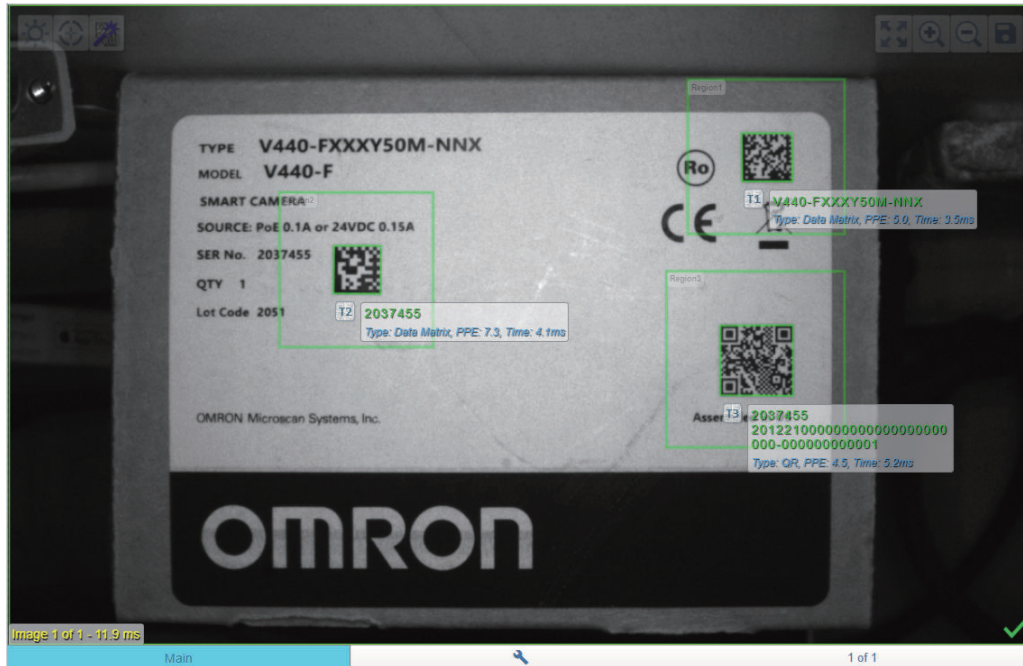 Region1
TYPE V440-FXXXY50M-NNX
MODEL V440-F
Ro
SMART CAMERA
T1 V440-FXXXY50M-NNX
Type: Data Matrix, PPE: 5.0, Time: 3.5ms
CE
SOURCE: PoE 0.1A or 24VDC 0.15A
SER No. 2037455
QTY 1
Region3
Lot Code 2051
T2 2037455
Type: Data Matrix, PPE: 7.3, Time: 4.1ms
OMRON Microscan Systems, Inc.
T3 2037455
201221000000000000000000
000-000000000001
Type: QR, PPE: 4.5, Time: 5.2ms
OMRON
Image 1 of 1 - 11.9 ms
Main
1 of 1